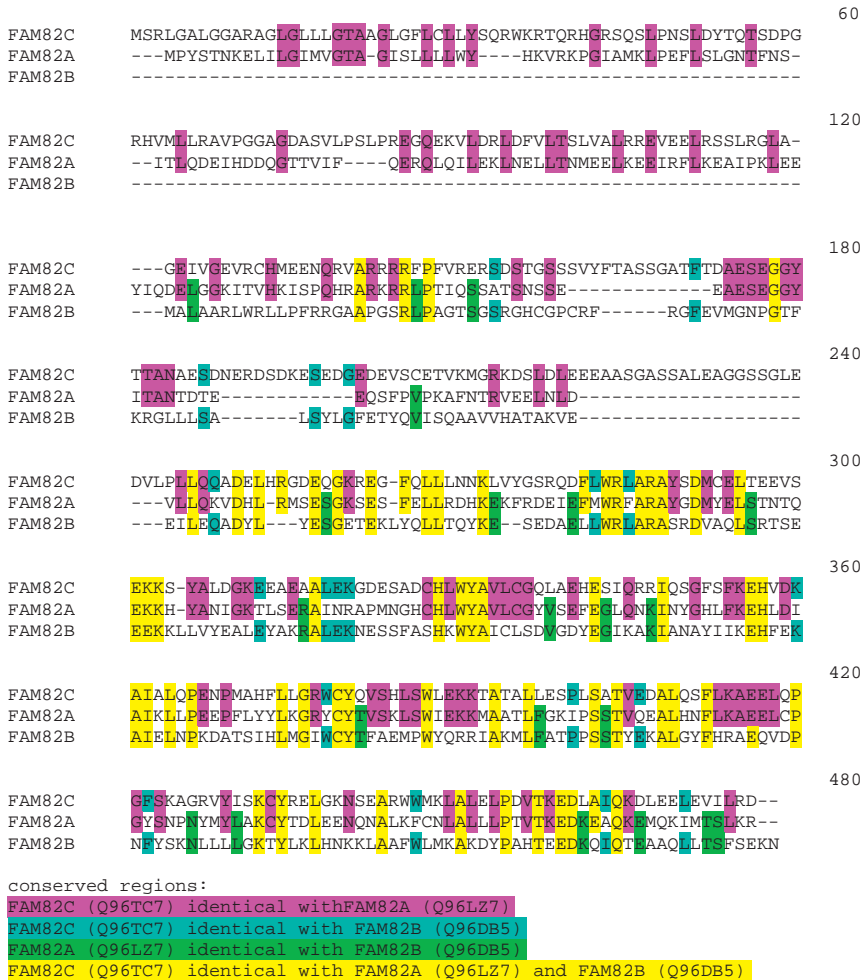 60
FAM82C MSRLGALGGARAGLGLLLGTAAGLGFLCLLYSQRWKRTQRHGRSQSLPNSLDYTQTSDPG
FAM82A ---MPYSTNKELILGIMVGTA-GISLLLLWY----HKVRKPGIAMKLPEFLSLGNTFNS-
FAM82B ------------------------------------------------------------
120
FAM82C RHVMLLRAVPGGAGDASVLPSLPREGQEKVLDRLDFVLTSLVALRREVEELRSSLRGLA-
FAM82A --ITLQDEIHDDQGTTVIF----QERQLQILEKLNELLTNMEELKEEIRFLKEAIPKLEE
FAM82B ------------------------------------------------------------
180
FAM82C ---GEIVGEVRCHMEENQRVARRRRFPFVRERSDSTGSSSVYFTASSGATFTDAESEGGY
FAM82A YIQDELGGKITVHKISPQHRARKRRLPTIQSSATSNSSE-----------‌---EAESEGGY
FAM82B ---MALAARLWRLLPFRRGAAPGSRLPAGTSGSRGHCGPCRF------RGFEVMGNPGTF
240
FAM82C TTANAESDNERDSDKESEDGEDEVSCETVKMGRKDSLDLEEEAASGASSALEAGGSSGLE
FAM82A ITANTDTE------------EQSFPVPKAFNTRVEELNLD--------------------
FAM82B KRGLLLSA-------LSYLGFETYQVISQAAVVHATAKVE--------------------
300
FAM82C DVLPLLQQADELHRGDEQGKREG-FQLLLNNKLVYGSRQDFLWRLARAYSDMCELTEEVS
FAM82A ---VLLQKVDHL-RMSESGKSES-FELLRDHKEKFRDEIEFMWRFARAYGDMYELSTNTQ
FAM82B ---EILEQADYL---YESGETEKLYQLLTQYKE--SEDAELLWRLARASRDVAQLSRTSE
360
FAM82C EKKS-YALDGKEEAEAALEKGDESADCHLWYAVLCGQLAEHESIQRRIQSGFSFKEHVDK
FAM82A EKKH-YANIGKTLSERAINRAPMNGHCHLWYAVLCGYVSEFEGLQNKINYGHLFKEHLDI
FAM82B EEKKLLVYEALEYAKRALEKNESSFASHKWYAICLSDVGDYEGIKAKIANAYIIKEHFEK
420
FAM82C AIALQPENPMAHFLLGRWCYQVSHLSWLEKKTATALLESPLSATVEDALQSFLKAEELQP
FAM82A AIKLLPEEPFLYYLKGRYCYTVSKLSWIEKKMAATLFGKIPSSTVQEALHNFLKAEELCP
FAM82B AIELNPKDATSIHLMGIWCYTFAEMPWYQRRIAKMLFATPPSSTYEKALGYFHRAEQVDP
480
FAM82C GFSKAGRVYISKCYRELGKNSEARWWMKLALELPDVTKEDLAIQKDLEELEVILRD--
FAM82A GYSNPNYMYLAKCYTDLEENQNALKFCNLALLLPTVTKEDKEAQKEMQKIMTSLKR--
FAM82B NFYSKNLLLLGKTYLKLHNKKLAAFWLMKAKDYPAHTEEDKQIQTEAAQLLTSFSEKN
conserved regions:
FAM82C (Q96TC7) identical withFAM82A (Q96LZ7)
FAM82C (Q96TC7) identical with FAM82B (Q96DB5)
FAM82A (Q96LZ7) identical with FAM82B (Q96DB5)
FAM82C (Q96TC7) identical with FAM82A (Q96LZ7) and FAM82B (Q96DB5)